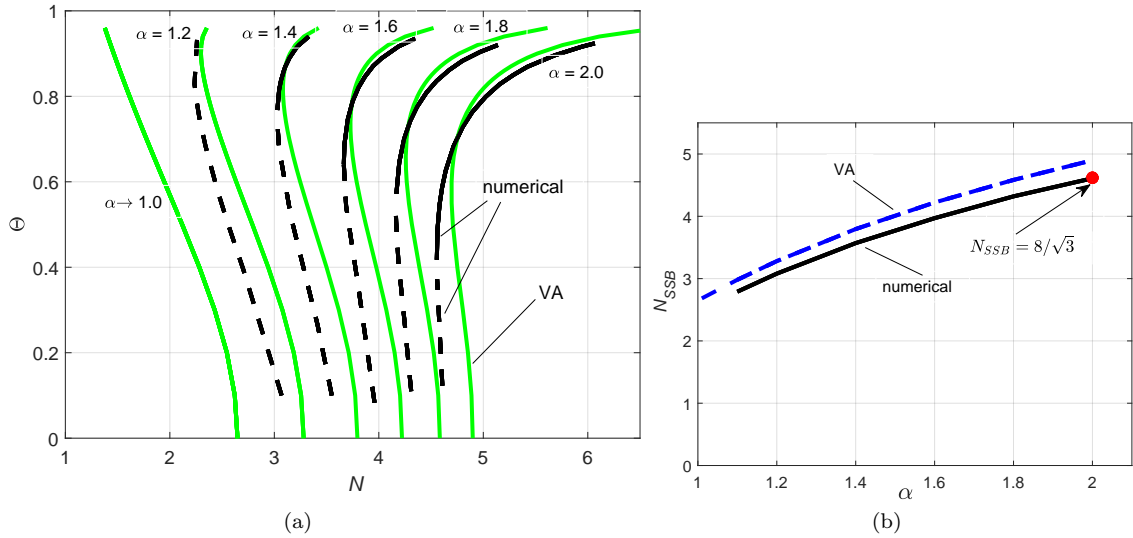 1
0.8
0.6
0.4
0.2
0
Θ
α = 1.2
α = 1.4
α = 1.6
α = 1.8
α = 2.0
α→ 1.0
numerical
VA
1 2 3 4 5 6
N
(a)
5
4
3
2
1
0
N_SSB
VA
N_SSB = 8/√3
numerical
1 1.2 1.4 1.6 1.8 2
α
(b)